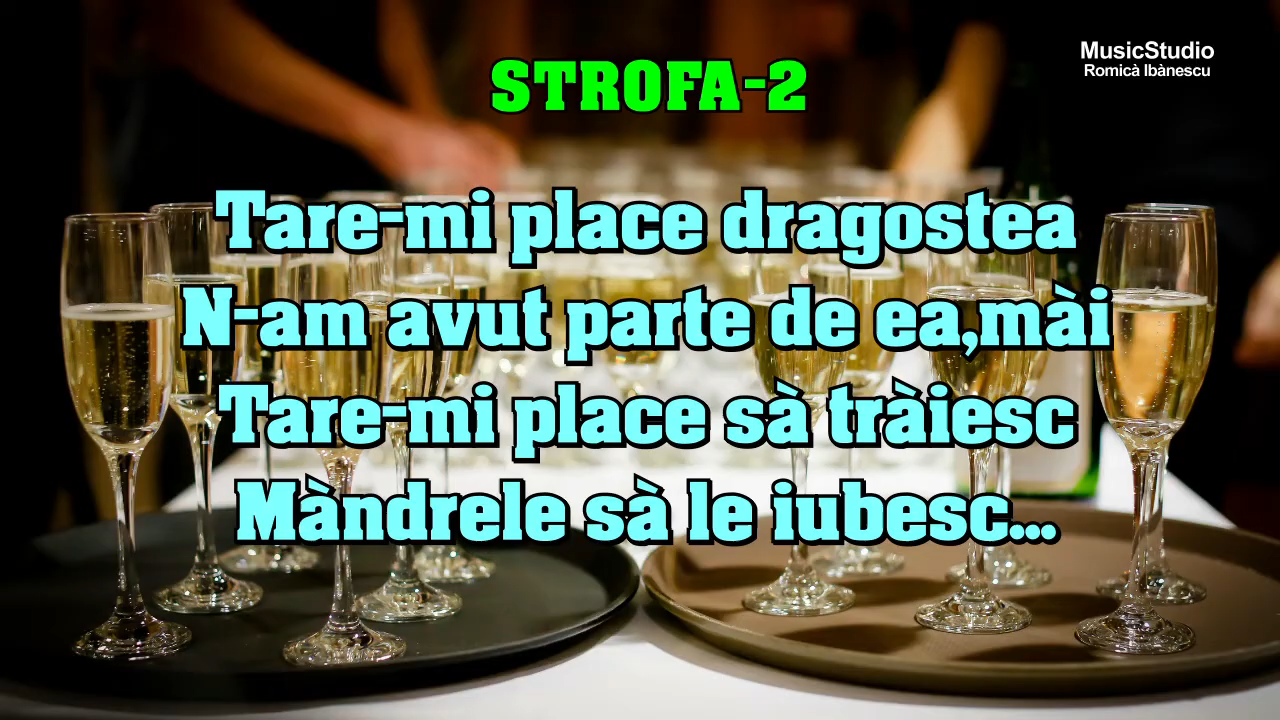 MusicStudio
Romicà Ibànescu
STROFA-2
Tare-mi place dragostea
N-am avut parte de ea,mài
Tare-mi place sà tràiesc
Màndrele sà le iubesc...